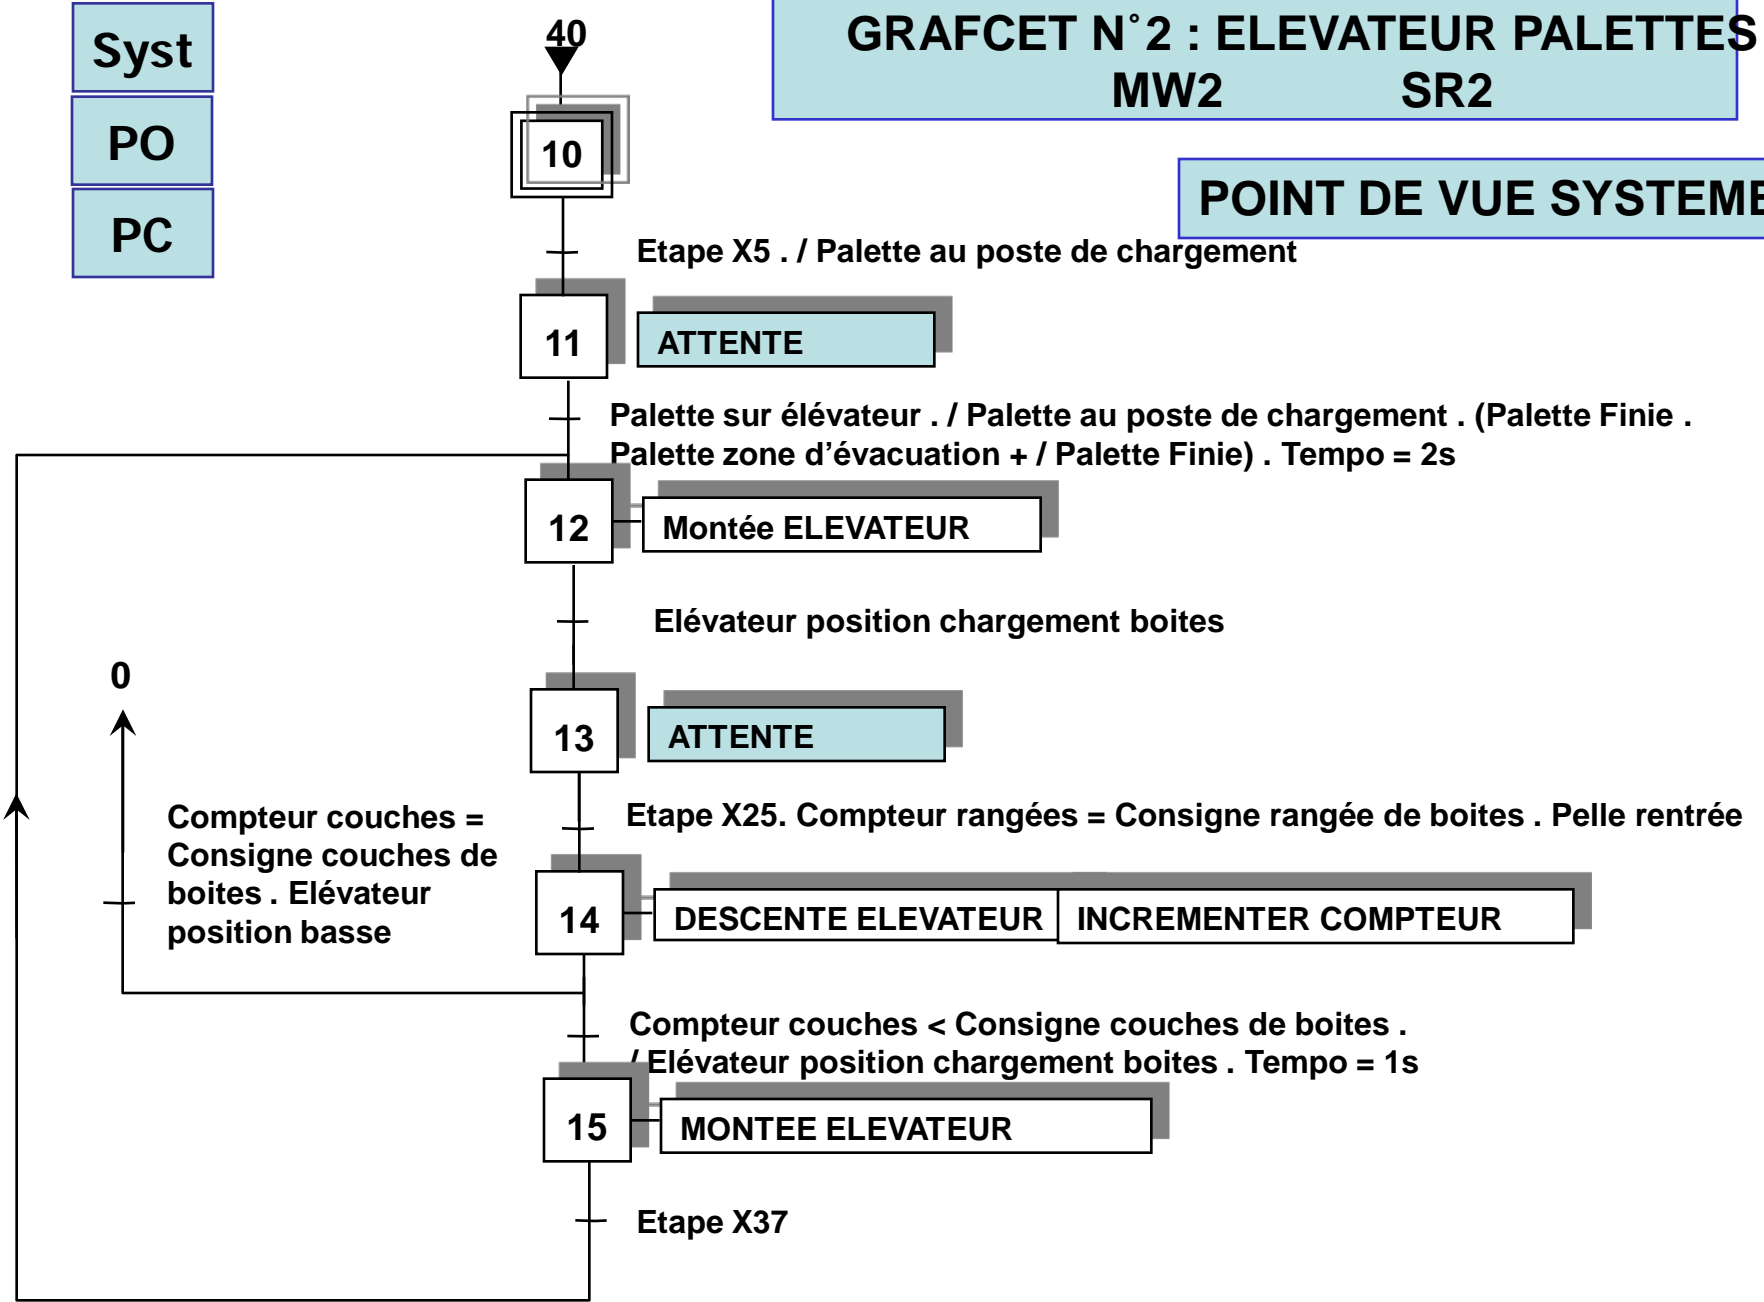 Syst
PO
PC
40
GRAFCET N°2 : ELEVATEUR PALETTES
MW2 SR2
POINT DE VUE SYSTEME
10
Etape X5 . / Palette au poste de chargement
11
ATTENTE
Palette sur élévateur . / Palette au poste de chargement . (Palette Finie .
Palette zone d’évacuation + / Palette Finie) . Tempo = 2s
12
Montée ELEVATEUR
Elévateur position chargement boites
0
13
ATTENTE
Compteur couches =
Consigne couches de
boites . Elévateur
position basse
Etape X25. Compteur rangées = Consigne rangée de boites . Pelle rentrée
14
DESCENTE ELEVATEUR
INCREMENTER COMPTEUR
Compteur couches < Consigne couches de boites .
/ Elévateur position chargement boites . Tempo = 1s
15
MONTEE ELEVATEUR
Etape X37